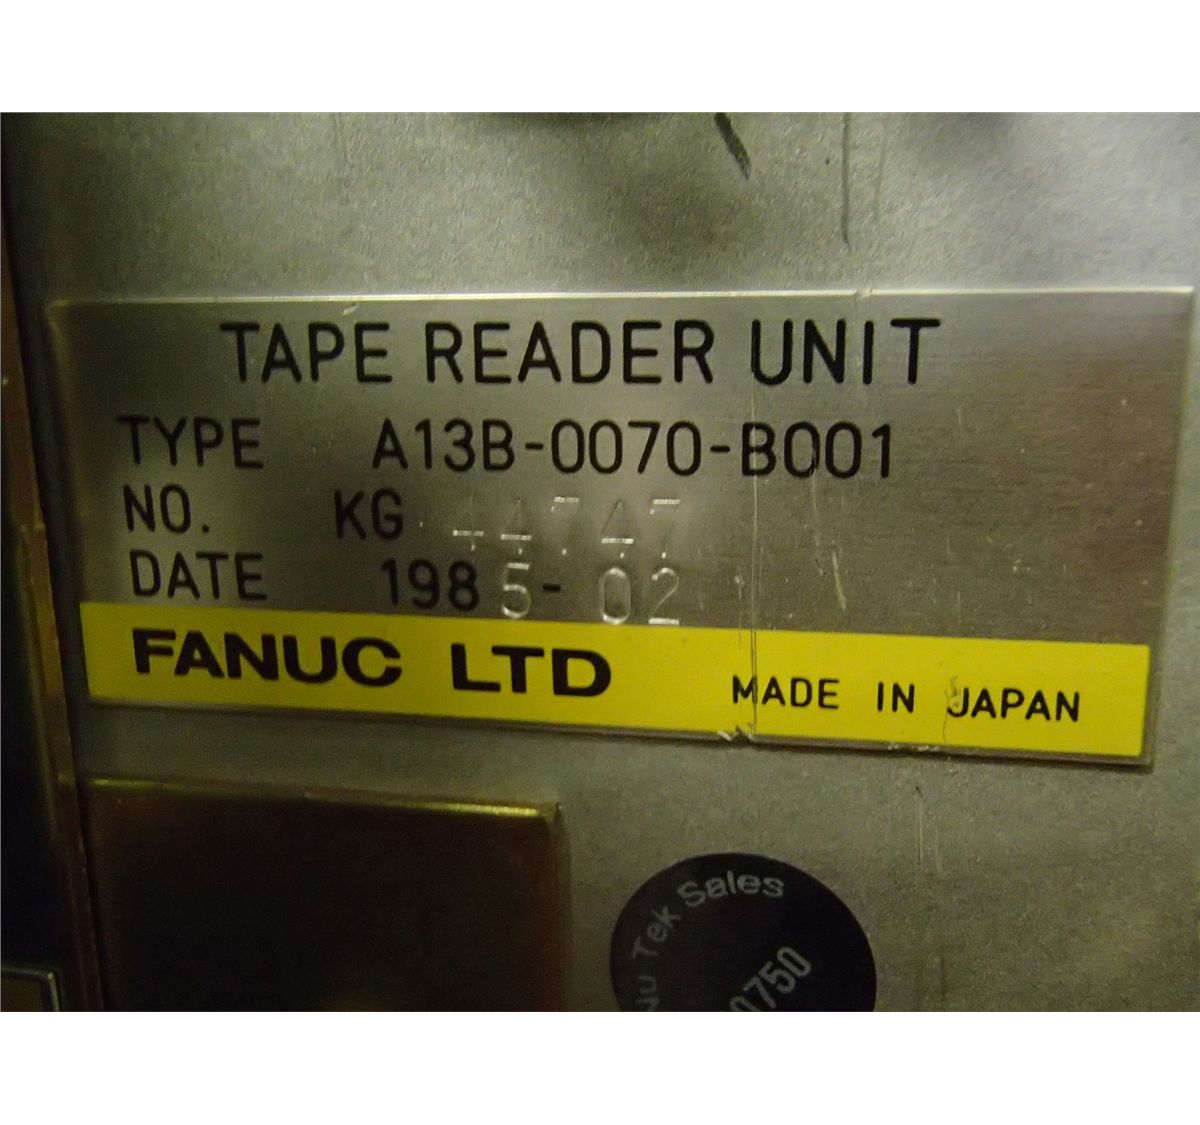 TAPE READER UNIT
TYPE A13B-0070-B001
NO. KG 44747
DATE 1985-02
FANUC LTD MADE IN JAPAN
Tek Sales
0750